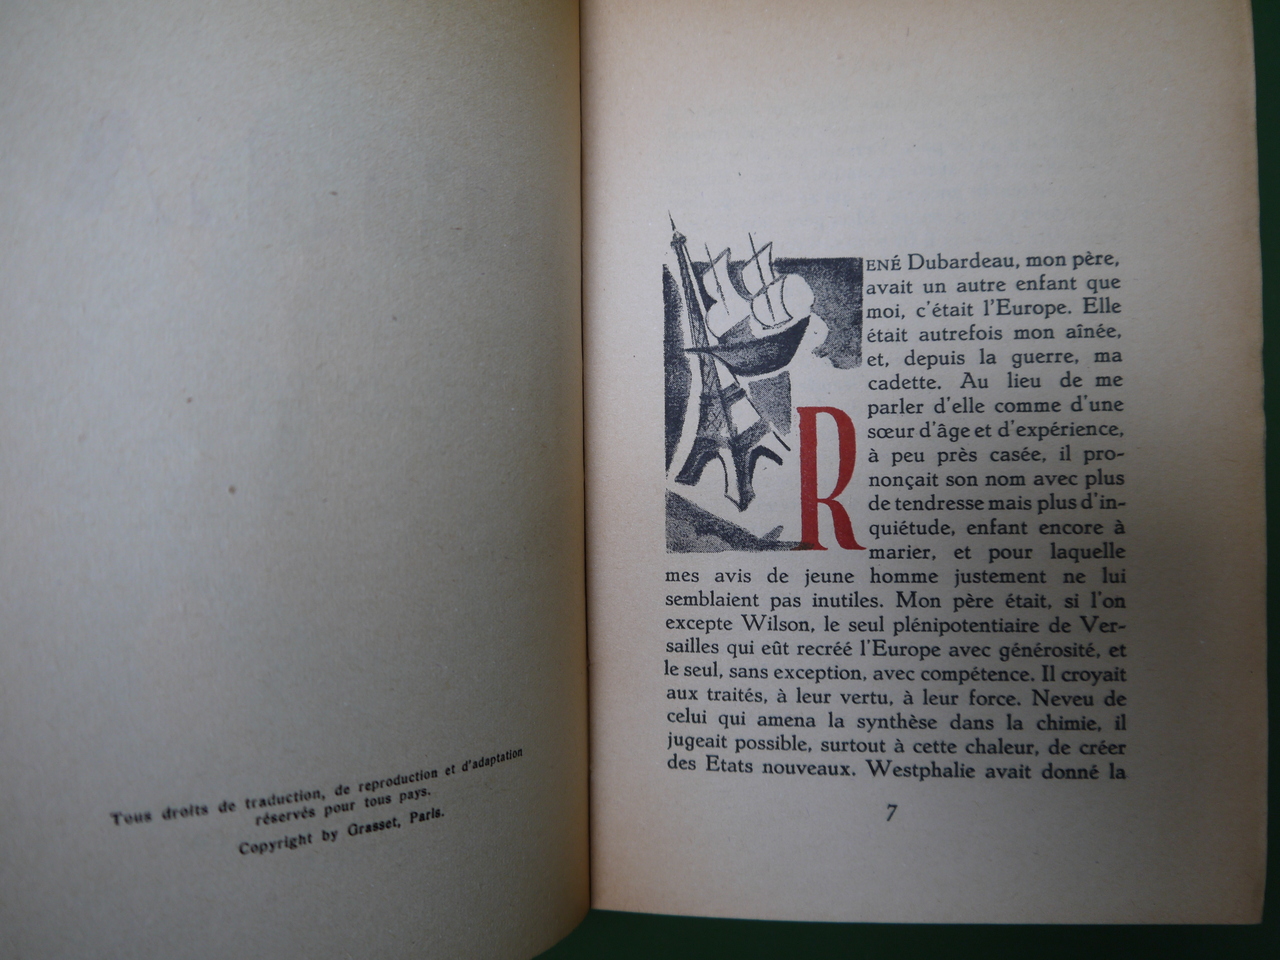 Tous droits de traduction, de reproduction et d'adaptation
réservés pour tous pays.
Copyright by Grasset, Paris.
RENÉ Dubardeau, mon père,
avait un autre enfant que
moi, c'était l'Europe. Elle
était autrefois mon aînée,
et, depuis la guerre, ma
cadette. Au lieu de me
parler d'elle comme d'une
sœur d'âge et d'expérience,
à peu près casée, il pro-
nonçait son nom avec plus
de tendresse mais plus d'in-
quiétude, enfant encore à
marier, et pour laquelle
mes avis de jeune homme justement ne lui
semblaient pas inutiles. Mon père était, si l'on
excepte Wilson, le seul plénipotentiaire de Ver-
sailles qui eût recréé l'Europe avec générosité, et
le seul, sans exception, avec compétence. Il croyait
aux traités, à leur vertu, à leur force. Neveu de
celui qui amena la synthèse dans la chimie, il
jugeait possible, surtout à cette chaleur, de créer
des Etats nouveaux. Westphalie avait donné la
7